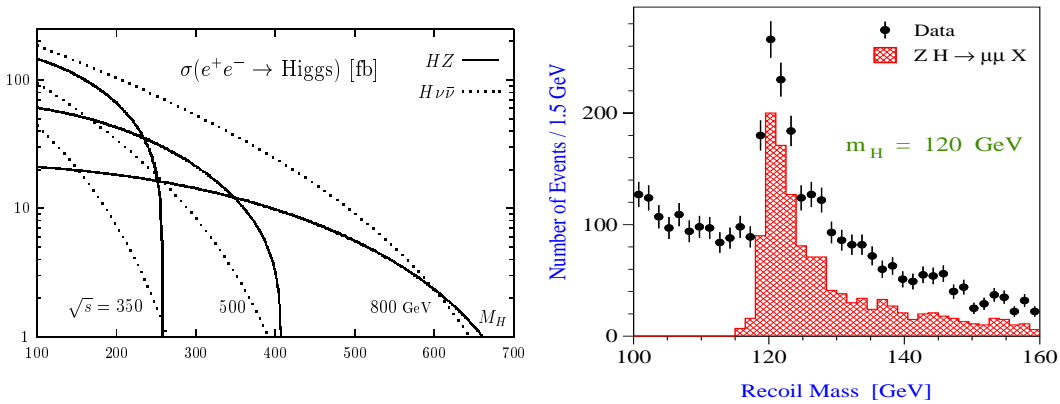 σ(e⁺e⁻ → Higgs) [fb]
HZ
Hνν̄
100
10
1
√s = 350
500
800 GeV
M_H
100 200 300 400 500 600 700
Data
Z H → μμ X
m_H = 120 GeV
Number of Events / 1.5 GeV
200
100
0
100 120 140 160
Recoil Mass [GeV]